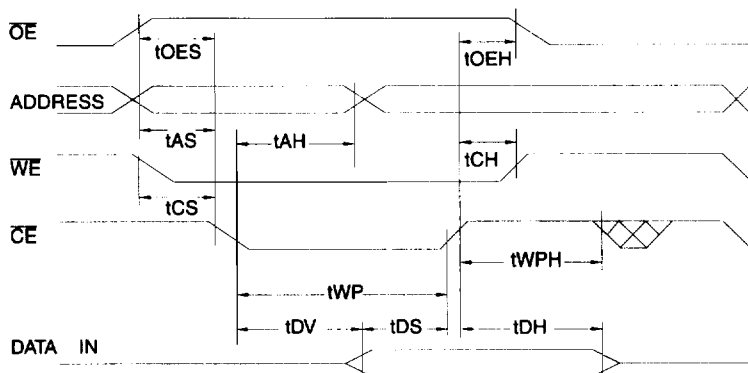 OE
tOES
tOEH
ADDRESS
tAS
tAH
tCH
WE
tCS
CE
tWPH
tWP
tDV
tDS
tDH
DATA IN